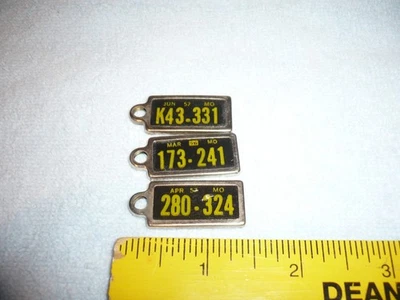 JUN 57 MO
K43-331
MAR MO
173-241
APR MO
280-324
1 2 3
DEAN